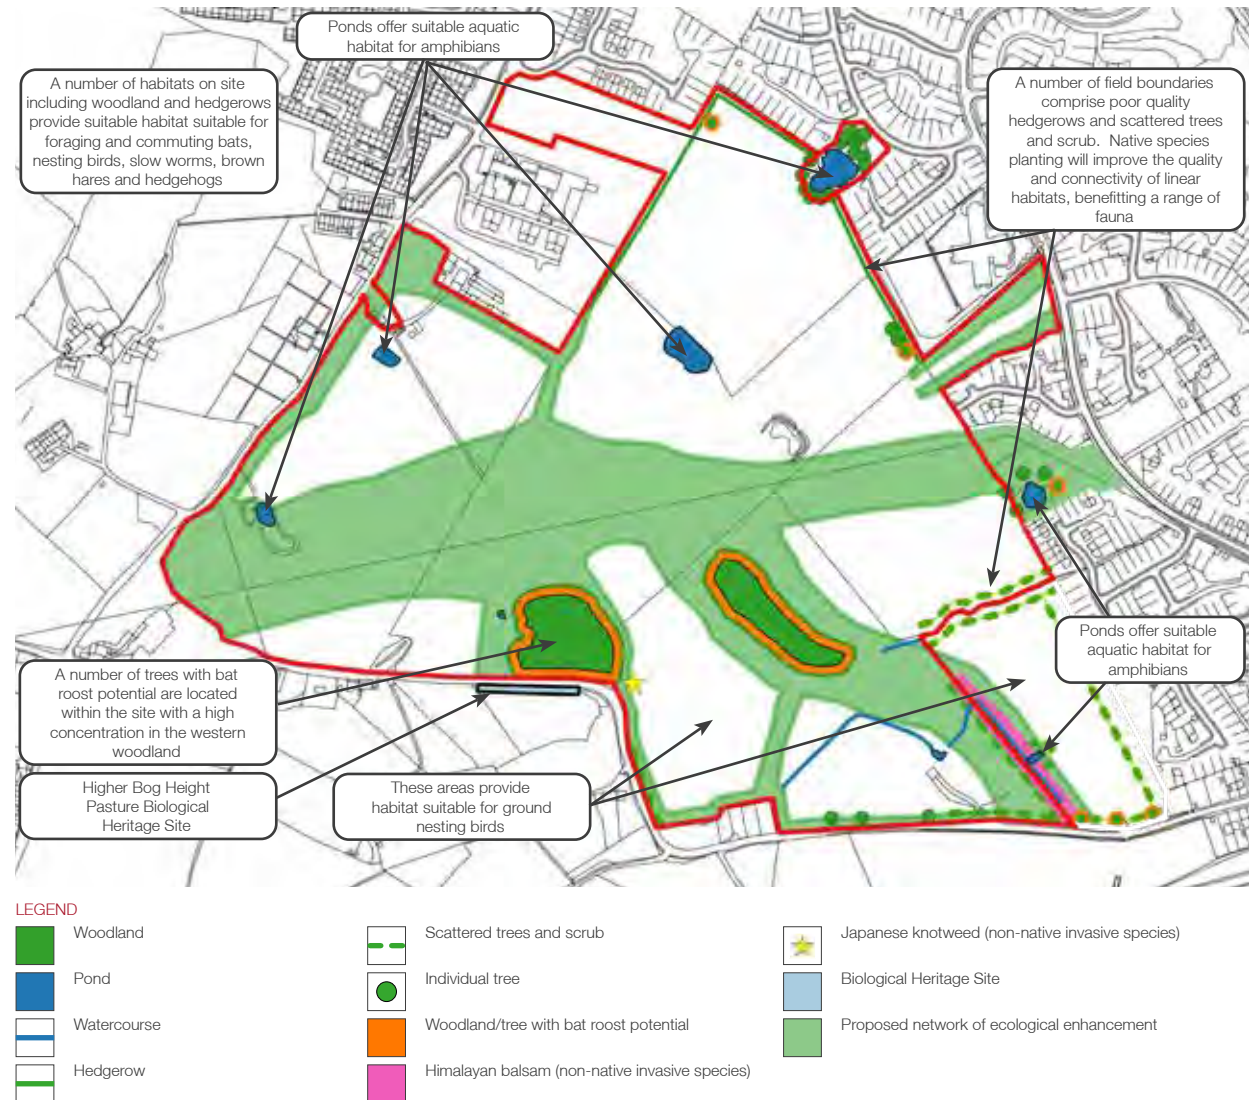 Ponds offer suitable aquatic
habitat for amphibians
A number of habitats on site
including woodland and hedgerows
provide suitable habitat suitable for
foraging and commuting bats,
nesting birds, slow worms, brown
hares and hedgehogs
A number of field boundaries
comprise poor quality
hedgerows and scattered trees
and scrub. Native species
planting will improve the quality
and connectivity of linear
habitats, benefitting a range of
fauna
A number of trees with bat
roost potential are located
within the site with a high
concentration in the western
woodland
Ponds offer suitable
aquatic habitat for
amphibians
Higher Bog Height
Pasture Biological
Heritage Site
These areas provide
habitat suitable for ground
nesting birds
LEGEND
Woodland
Pond
Watercourse
Hedgerow
Scattered trees and scrub
Individual tree
Woodland/tree with bat roost potential
Himalayan balsam (non-native invasive species)
Japanese knotweed (non-native invasive species)
Biological Heritage Site
Proposed network of ecological enhancement